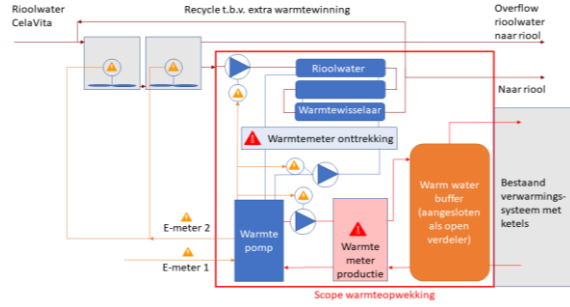 Rioolwater
CelaVita
Recycle t.b.v. extra warmtewinning
Overflow
rioolwater
naar riool
Rioolwater
Naar riool
Warmtewisselaar
Warmtemeter onttrekking
Warm water
buffer
(aangesloten
als open
verdeler)
Bestaand
verwarmings-
systeem met
ketels
E-meter 2
Warmte
pomp
Warmte
meter
productie
E-meter 1
Scope warmteopwekking